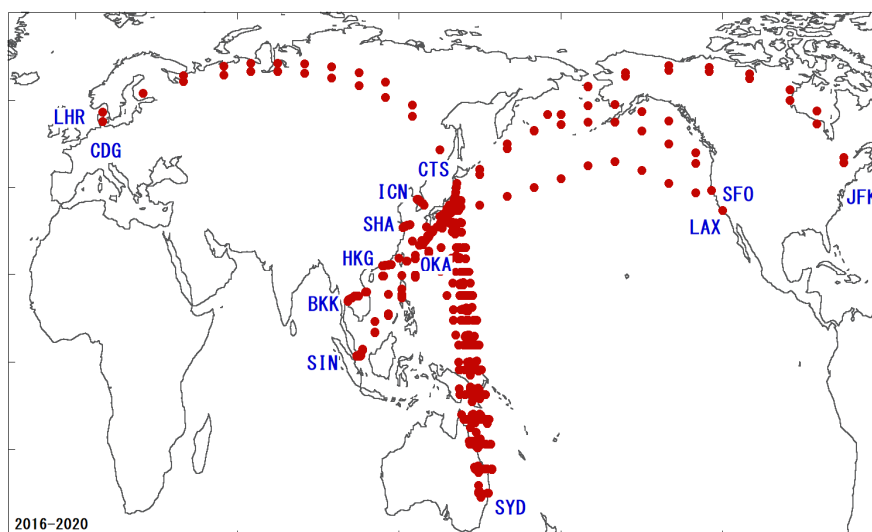 LHR
CDG
CTS
ICN
SFO
JFK
LAX
SHA
HKG
OKA
BKK
SIN
SYD
2016-2020